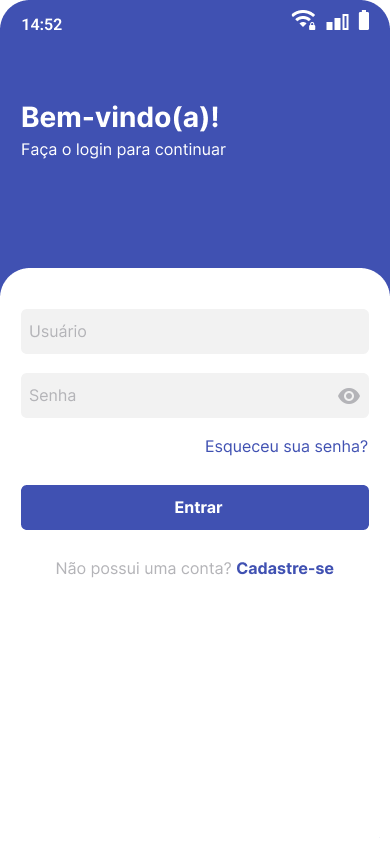 14:52
Bem-vindo(a)!
Faça o login para continuar
Usuário
Senha
Esqueceu sua senha?
Entrar
Não possui uma conta? Cadastre-se